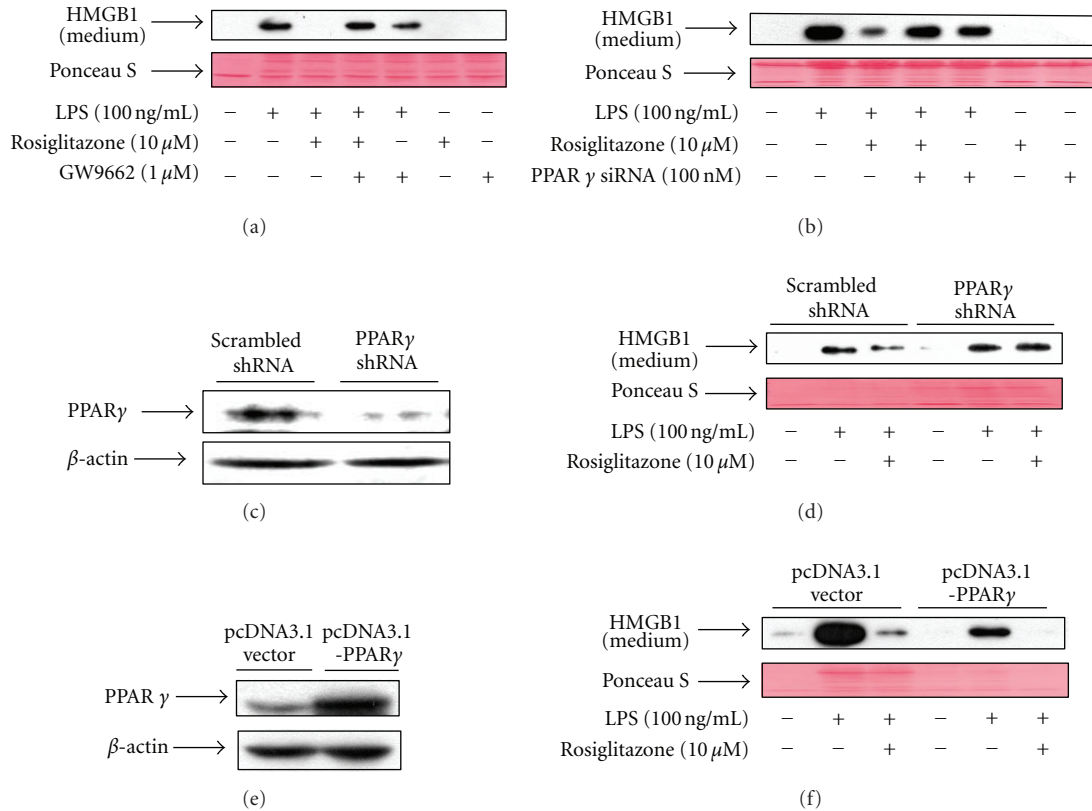 HMGB1
(medium)
Ponceau S
LPS (100 ng/mL) − + + + + − −
Rosiglitazone (10 μM) − − + + − + −
GW9662 (1 μM) − − − + + − +
(a)
HMGB1
(medium)
Ponceau S
LPS (100 ng/mL) − + + + + − −
Rosiglitazone (10 μM) − − + + − + −
PPAR γ siRNA (100 nM) − − − + + − +
(b)
Scrambled
shRNA
PPARγ
shRNA
PPARγ
β-actin
(c)
Scrambled
shRNA
PPARγ
shRNA
HMGB1
(medium)
Ponceau S
LPS (100 ng/mL) − + + − + +
Rosiglitazone (10 μM) − − + − − +
(d)
pcDNA3.1
vector
pcDNA3.1
-PPARγ
PPAR γ
β-actin
(e)
pcDNA3.1
vector
pcDNA3.1
-PPARγ
HMGB1
(medium)
Ponceau S
LPS (100 ng/mL) − + + − + +
Rosiglitazone (10 μM) − − + − − +
(f)